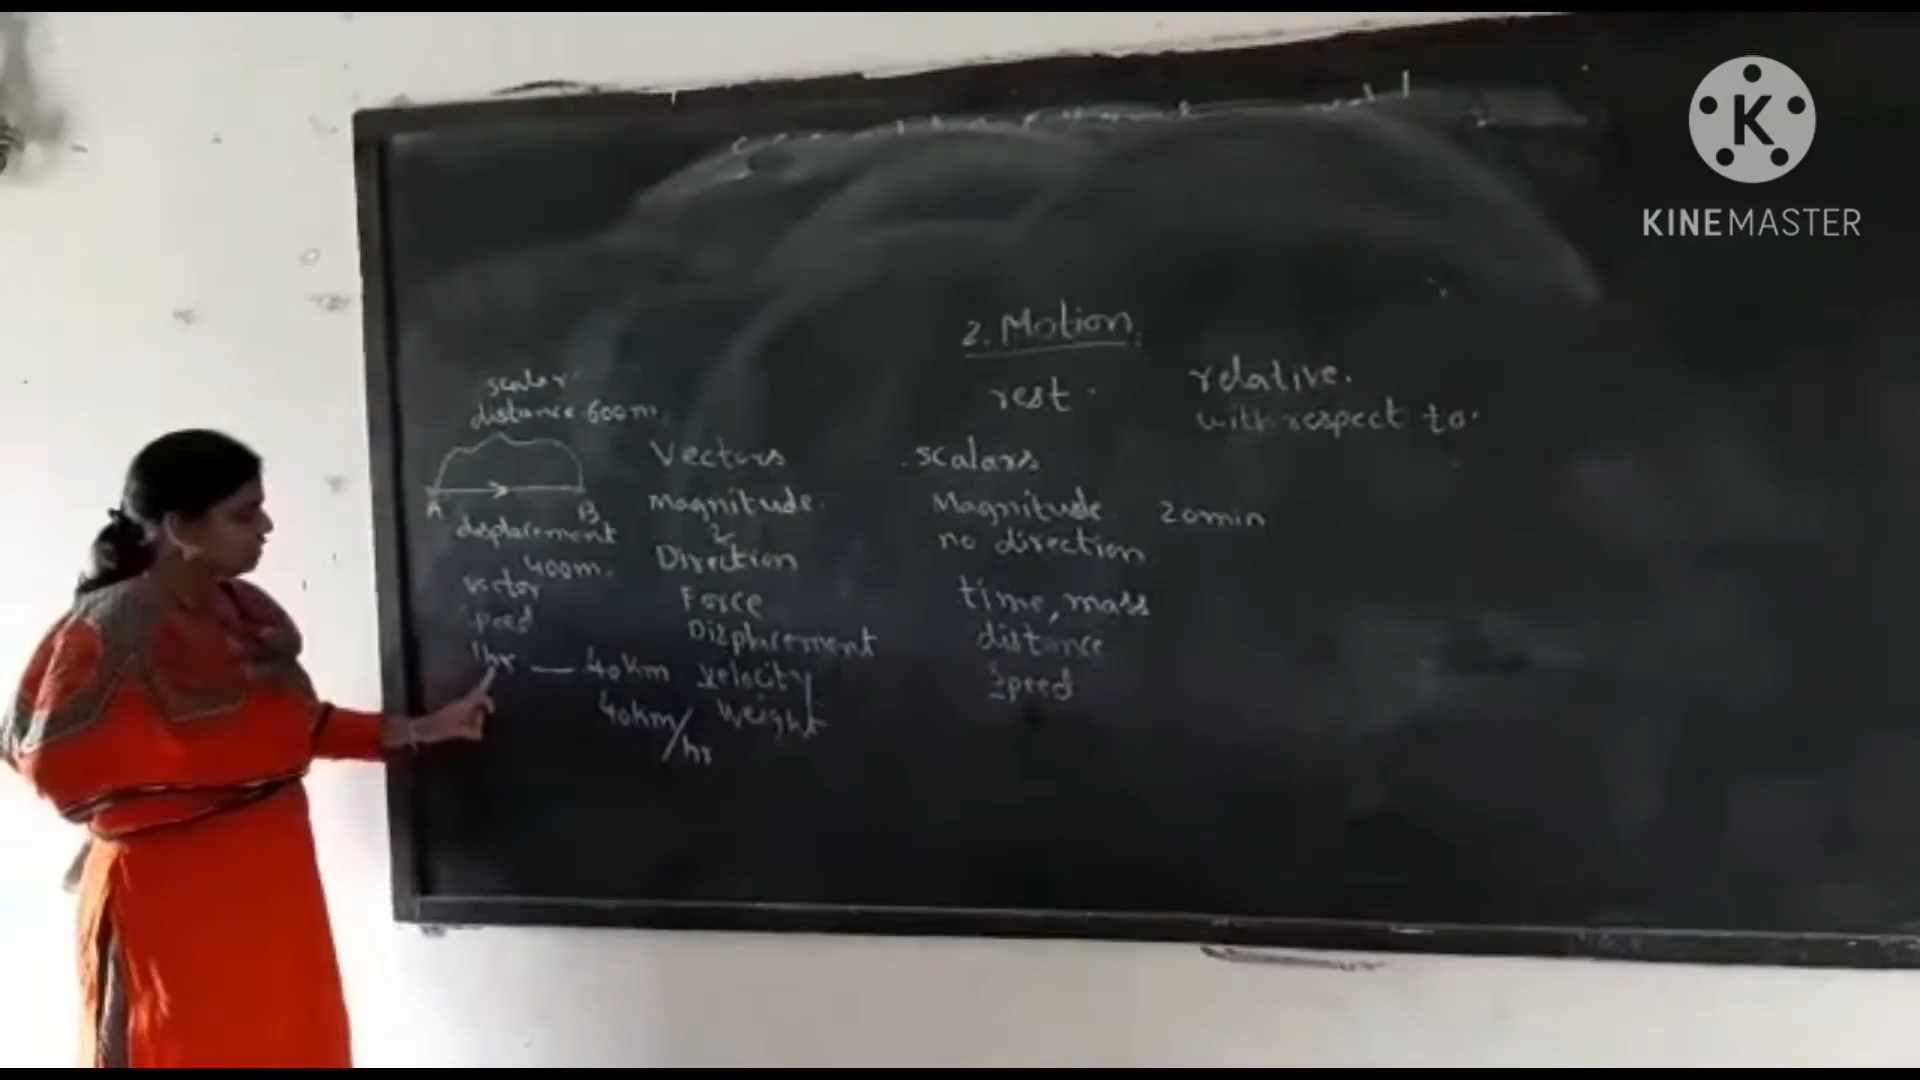 2. Motion
rest
relative.
with respect to.
scalar
distance 600m.
A
B
displacement
400m.
vector
speed
1hr — 40km
40km/hr
Vectors
Magnitude.
&
Direction
Force
Displacement
velocity
weight
scalars
Magnitude
no direction
20min
time, mass
distance
speed
K
KINEMASTER